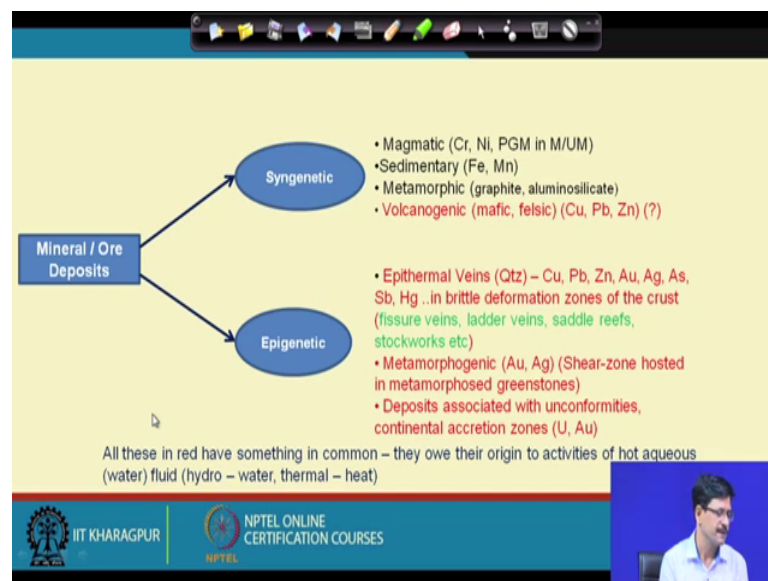 Mineral / Ore
Deposits
Syngenetic
• Magmatic (Cr, Ni, PGM in M/UM)
•Sedimentary (Fe, Mn)
• Metamorphic (graphite, aluminosilicate)
• Volcanogenic (mafic, felsic) (Cu, Pb, Zn) (?)
Epigenetic
• Epithermal Veins (Qtz) – Cu, Pb, Zn, Au, Ag, As,
Sb, Hg ..in brittle deformation zones of the crust
(fissure veins, ladder veins, saddle reefs,
stockworks etc)
• Metamorphogenic (Au, Ag) (Shear-zone hosted
in metamorphosed greenstones)
• Deposits associated with unconformities,
continental accretion zones (U, Au)
All these in red have something in common – they owe their origin to activities of hot aqueous
(water) fluid (hydro – water, thermal – heat)
IIT KHARAGPUR
NPTEL
NPTEL ONLINE
CERTIFICATION COURSES